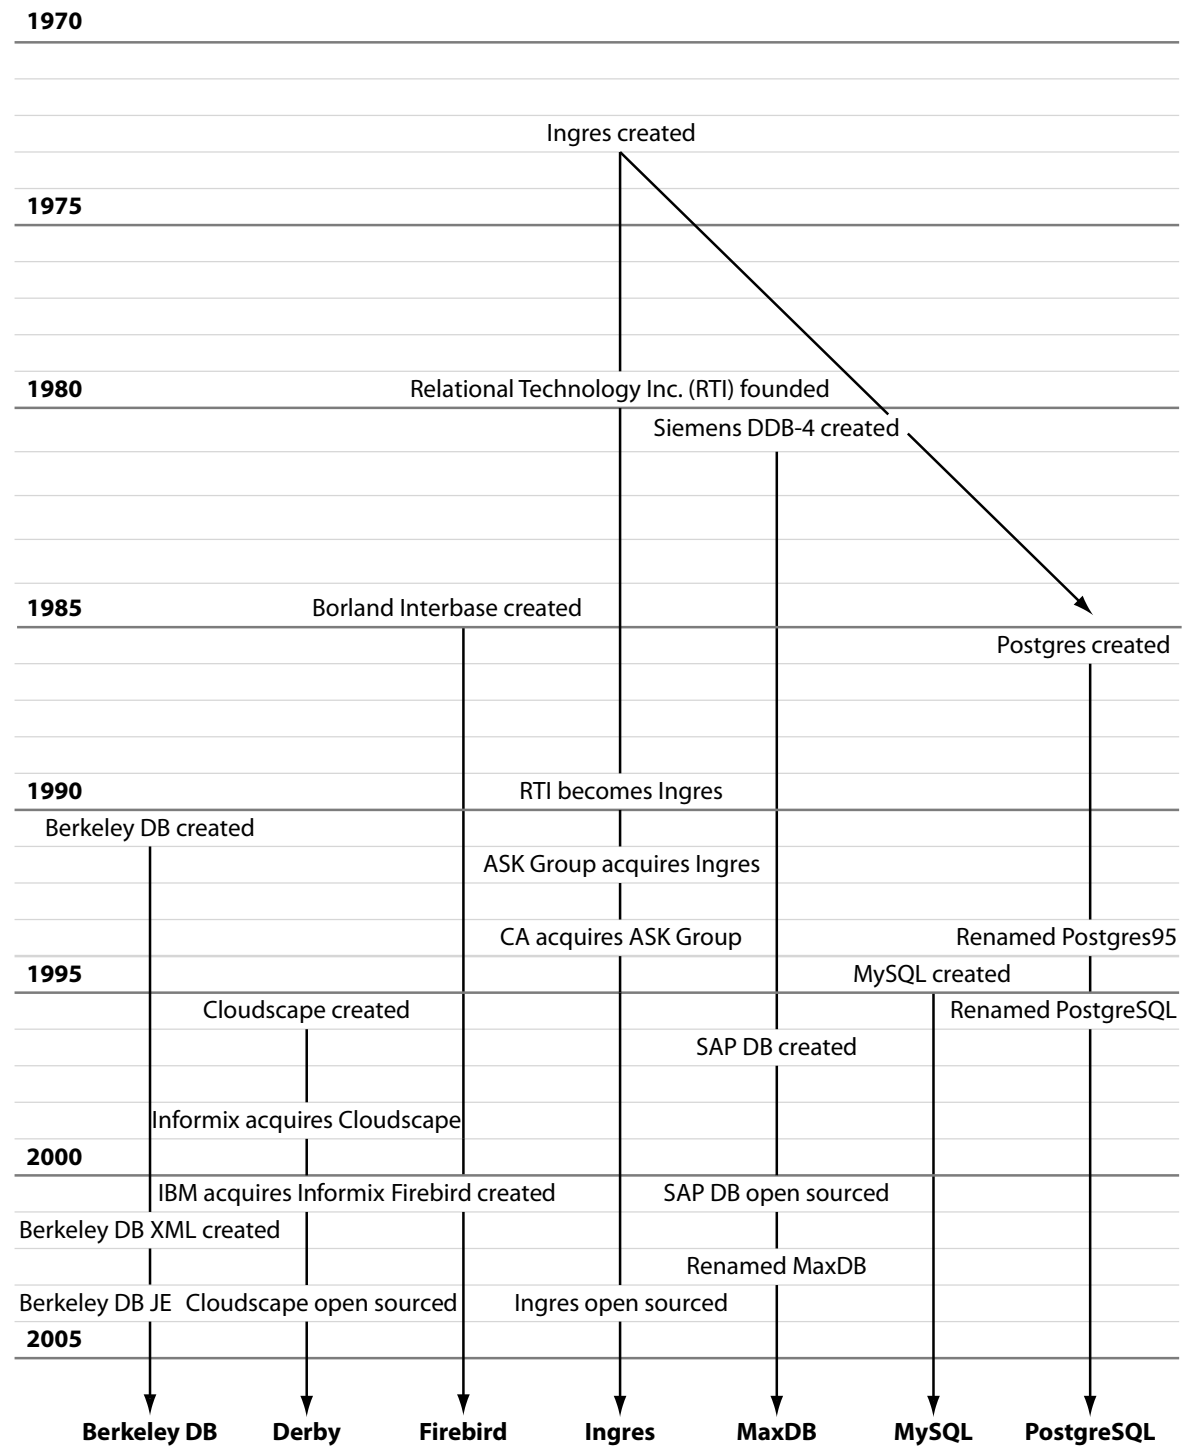 1970
Ingres created
1975
1980 Relational Technology Inc. (RTI) founded
Siemens DDB-4 created
1985 Borland Interbase created
Postgres created
1990 RTI becomes Ingres
Berkeley DB created
ASK Group acquires Ingres
CA acquires ASK Group Renamed Postgres95
1995 MySQL created
Cloudscape created Renamed PostgreSQL
SAP DB created
Informix acquires Cloudscape
2000
IBM acquires Informix Firebird created SAP DB open sourced
Berkeley DB XML created
Renamed MaxDB
Berkeley DB JE Cloudscape open sourced Ingres open sourced
2005
Berkeley DB Derby Firebird Ingres MaxDB MySQL PostgreSQL